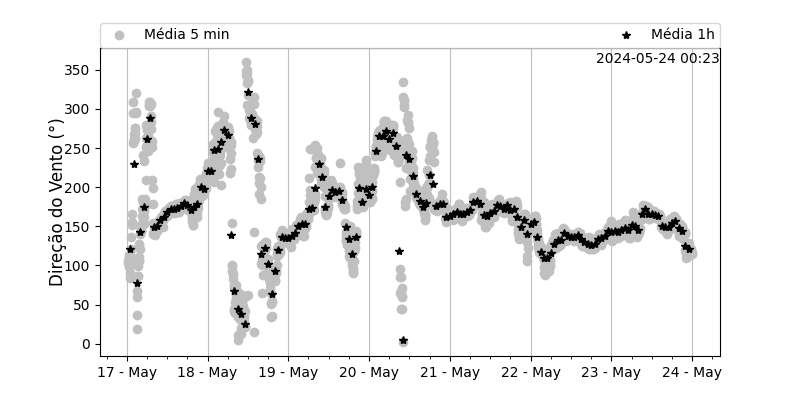 Média 5 min
Média 1h
2024-05-24 00:23
Direção do Vento (°)
350
300
250
200
150
100
50
0
17 - May
18 - May
19 - May
20 - May
21 - May
22 - May
23 - May
24 - May